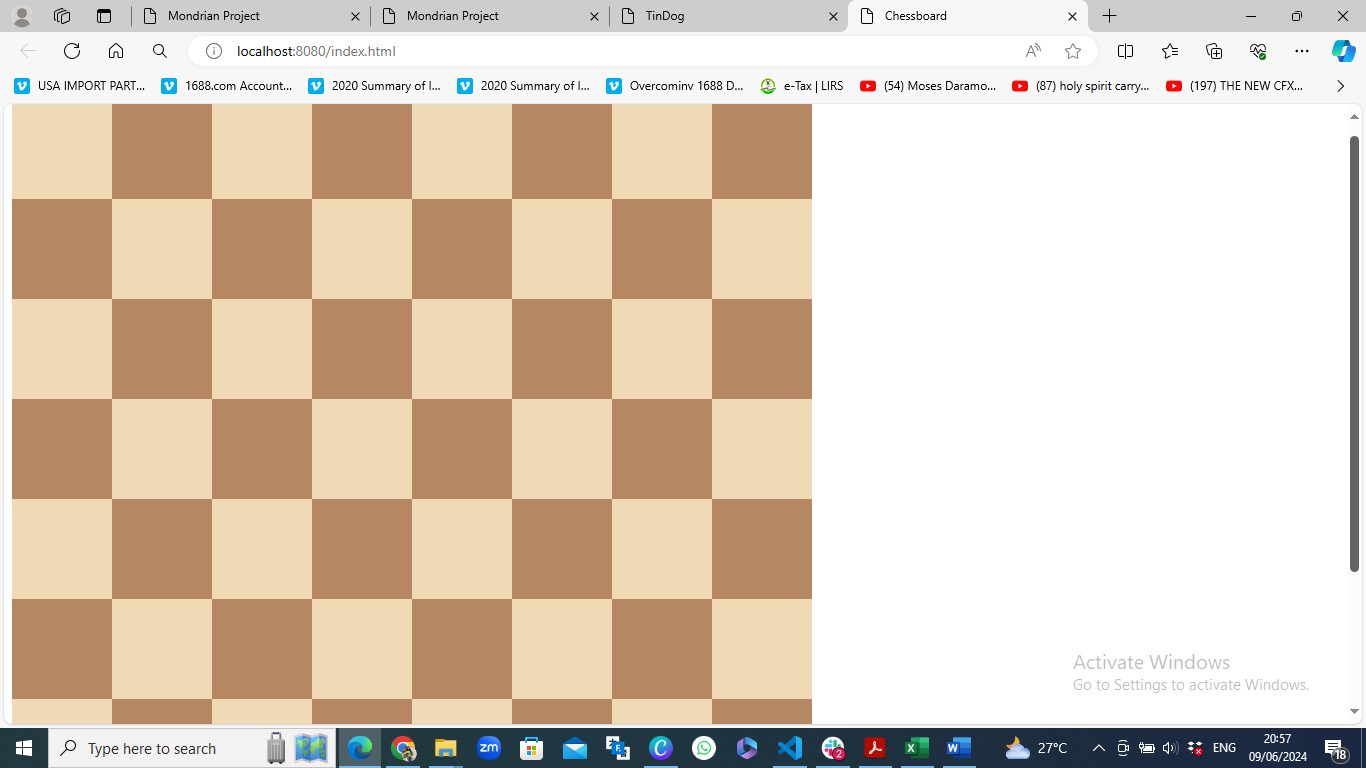 Mondrian Project
Mondrian Project
TinDog
Chessboard
localhost:8080/index.html
USA IMPORT PART...
1688.com Account...
2020 Summary of I...
2020 Summary of I...
Overcominv 1688 D...
e-Tax | LIRS
(54) Moses Daramo...
(87) holy spirit carry...
(197) THE NEW CFX...
Activate Windows
Go to Settings to activate Windows.
Type here to search
zm
2
27°C
ENG
20:57
09/06/2024
18